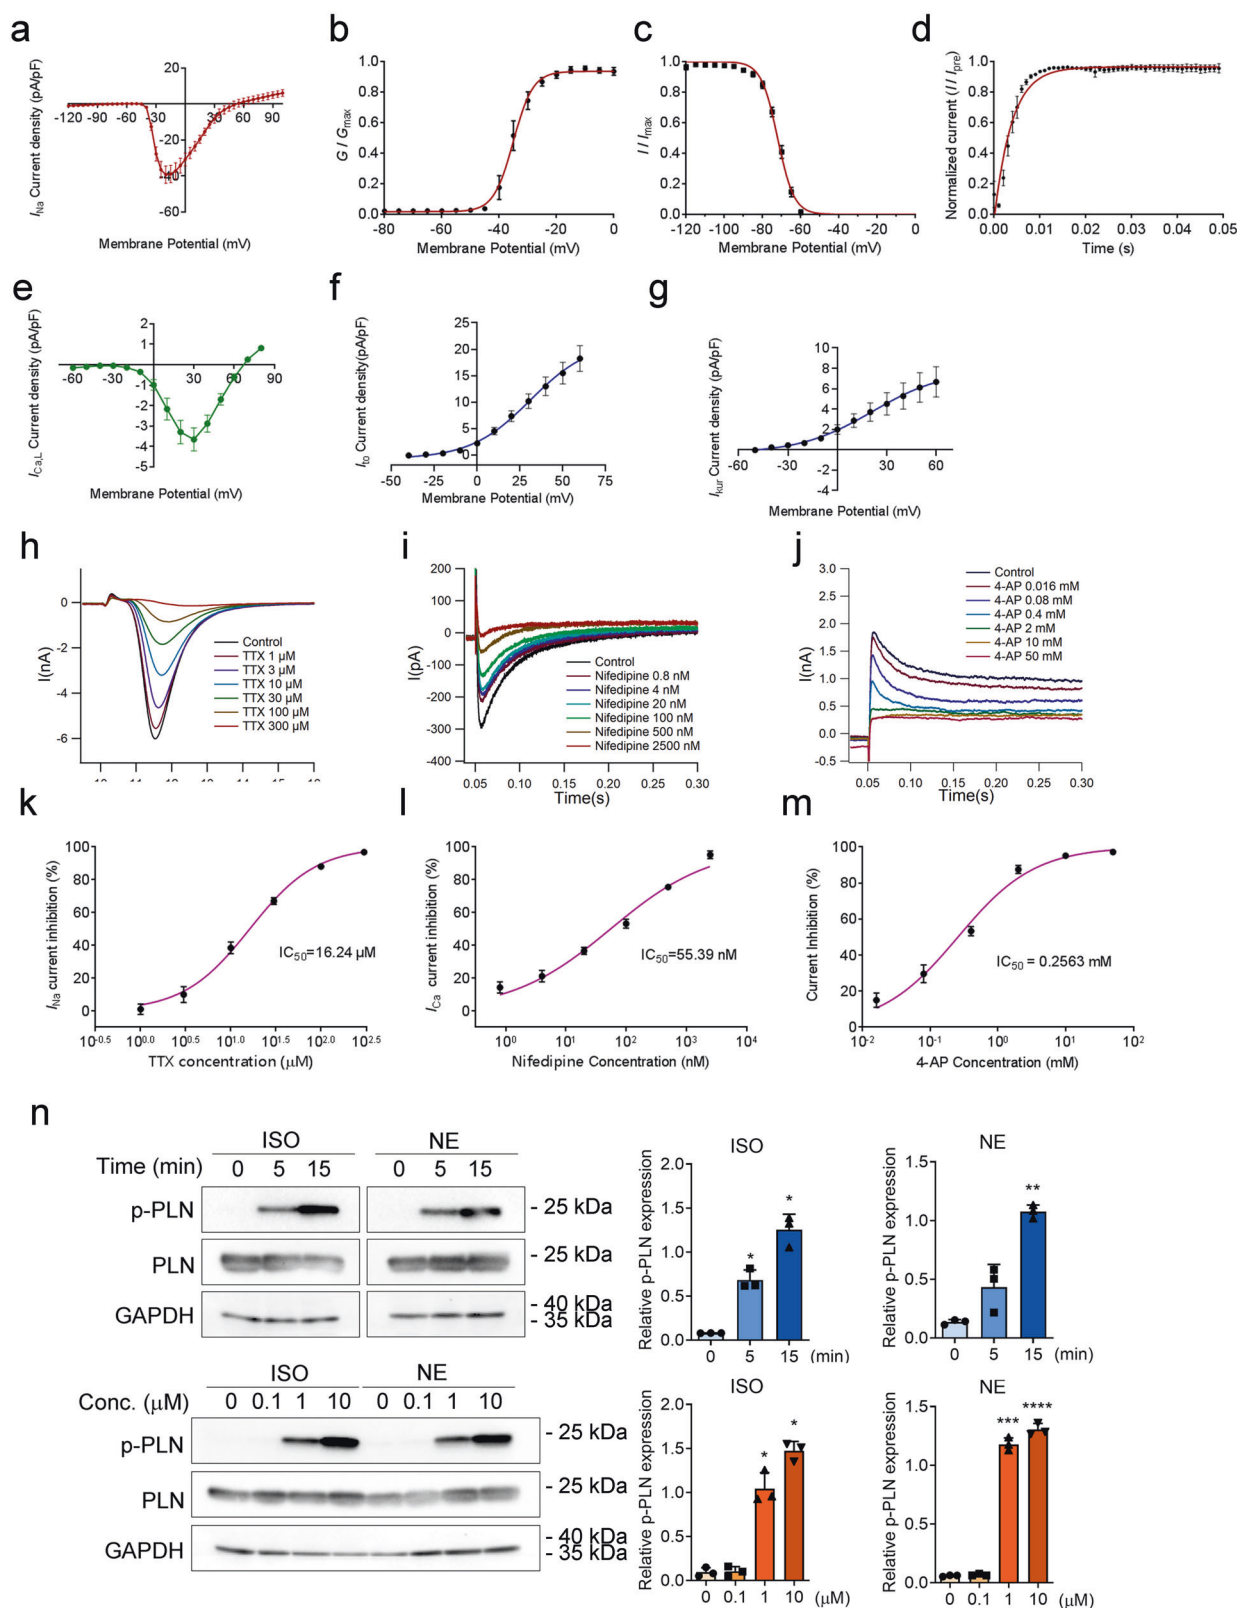 a
I_Na Current density (pA/pF)
20
-120 -90 -60 -30 30 60 90
-20
-40
-60
Membrane Potential (mV)
b
G / G_max
1.0
0.8
0.6
0.4
0.2
0.0
-80 -60 -40 -20 0
Membrane Potential (mV)
c
I / I_max
1.0
0.8
0.6
0.4
0.2
0.0
-120 -100 -80 -60 -40 -20 0
Membrane Potential (mV)
d
Normalized current (I / I_pre)
1.0
0.8
0.6
0.4
0.2
0.0
0.00 0.01 0.02 0.03 0.04 0.05
Time (s)
e
I_Ca,L Current density (pA/pF)
2
1
-60 -30 30 60 90
-1
-2
-3
-4
-5
Membrane Potential (mV)
f
I_to Current density(pA/pF)
25
20
15
10
5
0
-50 -25 0 25 50 75
Membrane Potential (mV)
g
I_kur Current density (pA/pF)
10
8
6
4
2
-60 -30 0 30 60
-2
-4
Membrane Potential (mV)
h
I(nA)
0
-2
-4
-6
Control
TTX 1 µM
TTX 3 µM
TTX 10 µM
TTX 30 µM
TTX 100 µM
TTX 300 µM
i
I(pA)
200
100
0
-100
-200
-300
-400
Control
Nifedipine 0.8 nM
Nifedipine 4 nM
Nifedipine 20 nM
Nifedipine 100 nM
Nifedipine 500 nM
Nifedipine 2500 nM
0.05 0.10 0.15 0.20 0.25 0.30
Time(s)
j
I(nA)
3.0
2.5
2.0
1.5
1.0
0.5
0.0
-0.5
Control
4-AP 0.016 mM
4-AP 0.08 mM
4-AP 0.4 mM
4-AP 2 mM
4-AP 10 mM
4-AP 50 mM
0.05 0.10 0.15 0.20 0.25 0.30
Time(s)
k
I_Na current inhibition (%)
100
80
60
40
20
0
IC50=16.24 µM
10^-0.5 10^0.0 10^0.5 10^1.0 10^1.5 10^2.0 10^2.5
TTX concentration (µM)
l
I_Ca current inhibition (%)
100
80
60
40
20
0
IC50=55.39 nM
10^0 10^1 10^2 10^3 10^4
Nifedipine Concentration (nM)
m
Current Inhibition (%)
100
80
60
40
20
0
IC50 = 0.2563 mM
10^-2 10^-1 10^0 10^1 10^2
4-AP Concentration (mM)
n
ISO NE
Time (min) 0 5 15 0 5 15
p-PLN - 25 kDa
PLN - 25 kDa
GAPDH - 40 kDa
- 35 kDa
ISO
Relative p-PLN expression
2.0
1.5
1.0
0.5
0.0
* *
0 5 15 (min)
NE
Relative p-PLN expression
1.5
1.0
0.5
0.0
**
0 5 15 (min)
ISO NE
Conc. (µM) 0 0.1 1 10 0 0.1 1 10
p-PLN - 25 kDa
PLN - 25 kDa
GAPDH - 40 kDa
- 35 kDa
ISO
Relative p-PLN expression
2.0
1.5
1.0
0.5
0.0
* *
0 0.1 1 10 (µM)
NE
Relative p-PLN expression
1.5
1.0
0.5
0.0
*** ****
0 0.1 1 10 (µM)